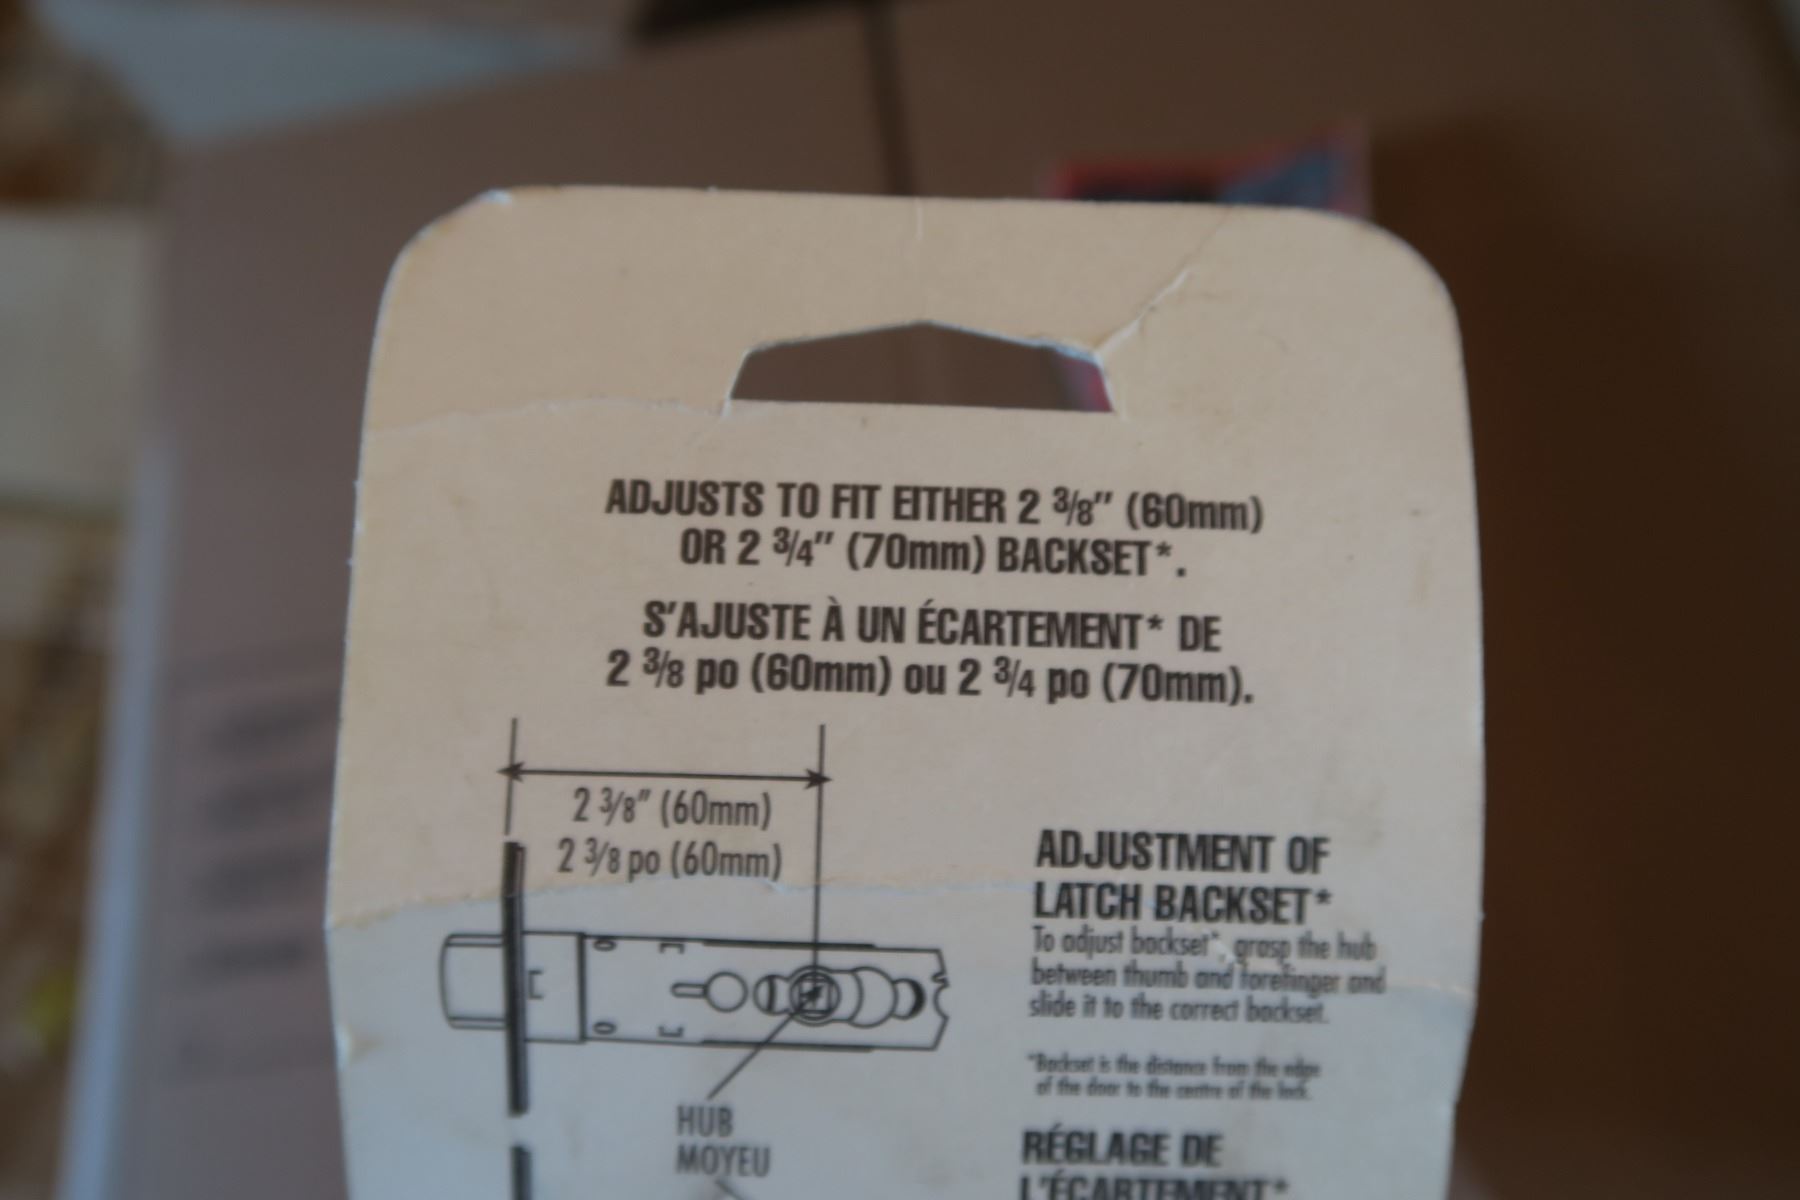 ADJUSTS TO FIT EITHER 2 3/8" (60mm)
OR 2 3/4" (70mm) BACKSET*.
S'AJUSTE À UN ÉCARTEMENT* DE
2 3/8 po (60mm) ou 2 3/4 po (70mm).
2 3/8" (60mm)
2 3/8 po (60mm)
HUB
MOYEU
ADJUSTMENT OF
LATCH BACKSET*
To adjust backset*, grasp the hub
between thumb and forefinger and
slide it to the correct backset.
*Backset is the distance from the edge
of the door to the centre of the lock.
RÉGLAGE DE
L'ÉCARTEMENT*